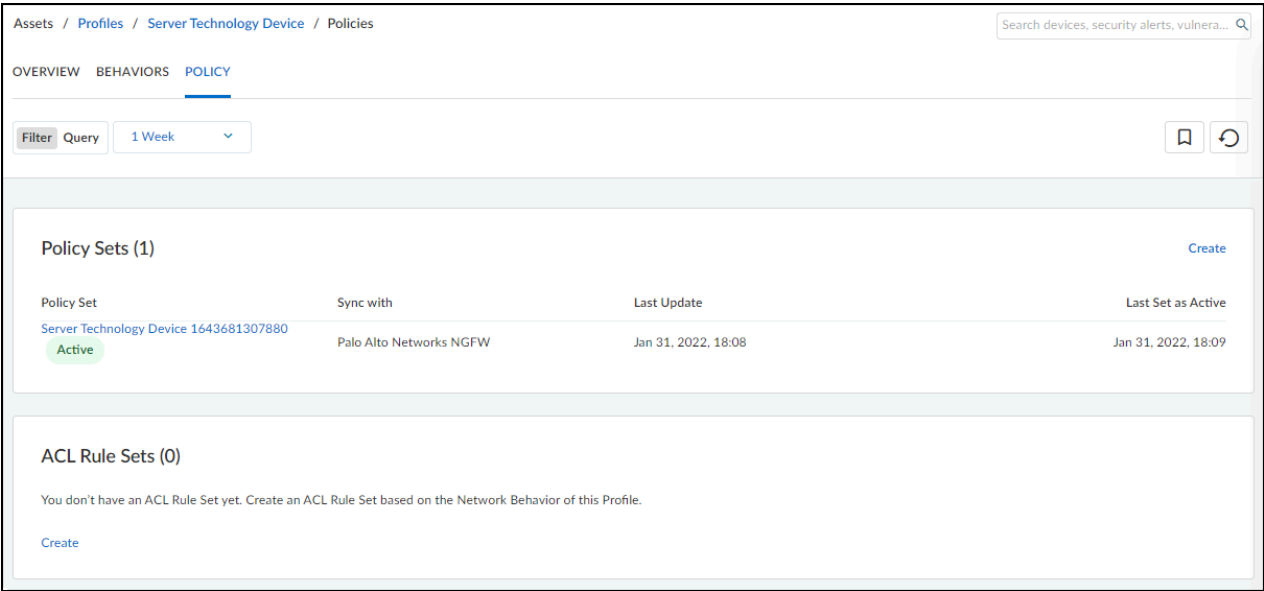 Assets / Profiles / Server Technology Device / Policies
Search devices, security alerts, vulnera...
OVERVIEW BEHAVIORS POLICY
Filter Query 1 Week
Policy Sets (1)
Create
Policy Set Sync with Last Update Last Set as Active
Server Technology Device 1643681307880
Active
Palo Alto Networks NGFW Jan 31, 2022, 18:08 Jan 31, 2022, 18:09
ACL Rule Sets (0)
You don't have an ACL Rule Set yet. Create an ACL Rule Set based on the Network Behavior of this Profile.
Create